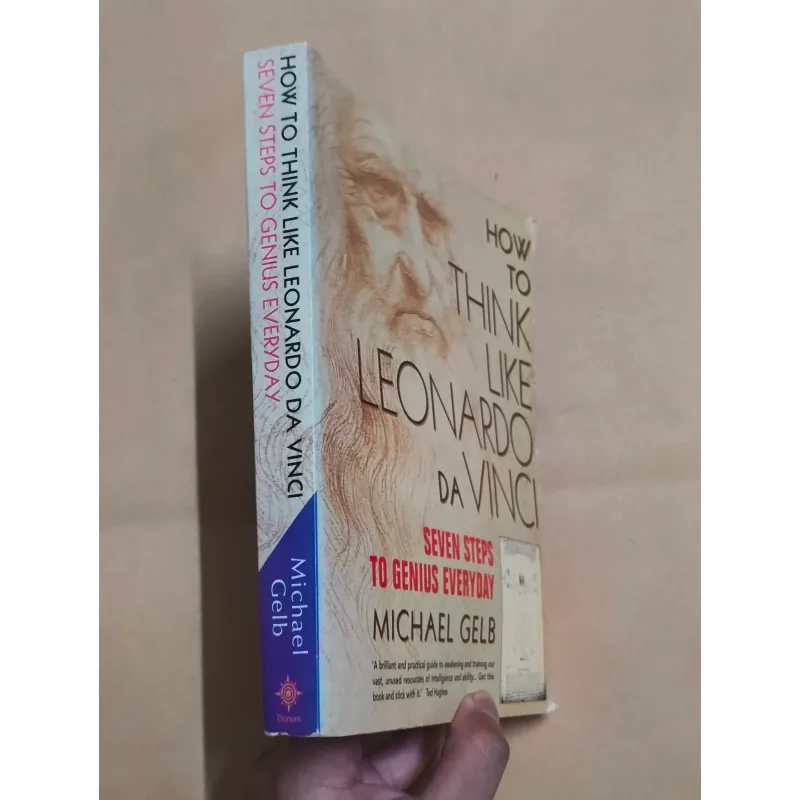 HOW TO THINK LIKE LEONARDO DA VINCI
SEVEN STEPS TO GENIUS EVERYDAY
Michael
Gelb
Thorsons
HOW
TO
THINK
LIKE
LEONARDO
DA VINCI
SEVEN STEPS
TO GENIUS EVERYDAY
MICHAEL GELB
'A brilliant and practical guide to awakening and training our
vast, unused resources of intelligence and ability... Get this
book and stick with it.' Ted Hughes